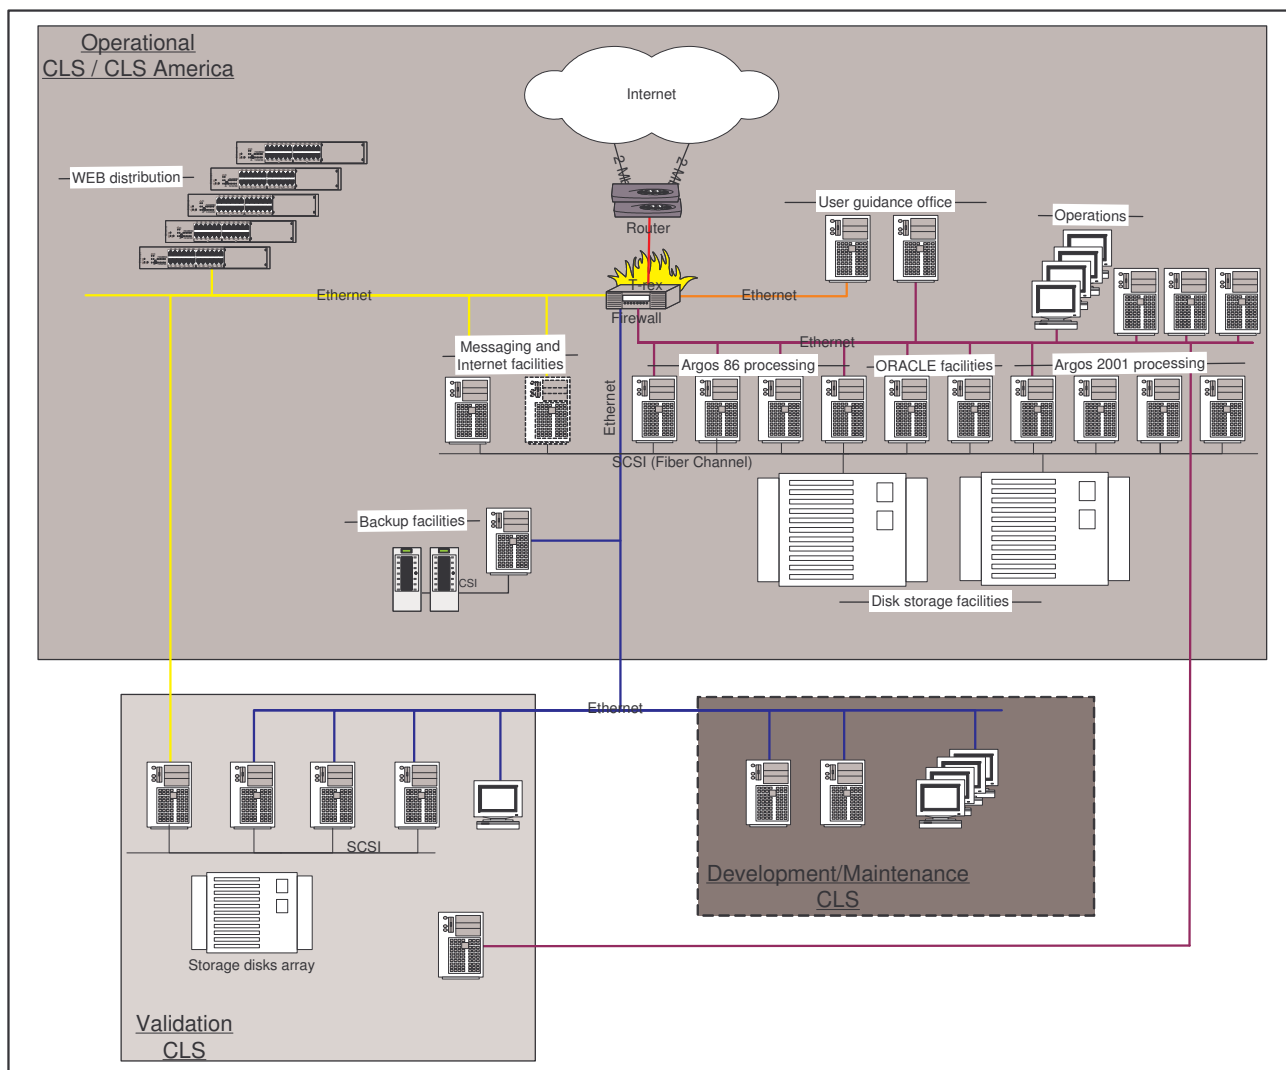 Operational
CLS / CLS America
Internet
WEB distribution
User guidance office
Operations
Router
T-rex
Ethernet
Ethernet
Firewall
Ethernet
Messaging and
Internet facilities
Argos 86 processing
ORACLE facilities
Argos 2001 processing
Ethernet
SCSI (Fiber Channel)
Backup facilities
CSI
Disk storage facilities
Ethernet
SCSI
Development/Maintenance
CLS
Storage disks array
Validation
CLS